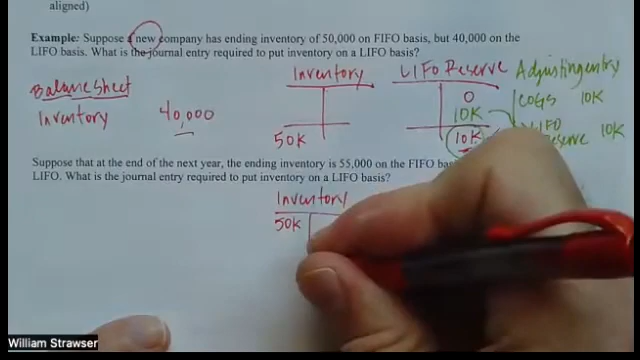 aligned)
Example: Suppose a new company has ending inventory of 50,000 on FIFO basis, but 40,000 on the
LIFO basis. What is the journal entry required to put inventory on a LIFO basis?
Balance Sheet
Inventory 40,000
Inventory
50K
LIFO Reserve
0
10K
10K
Adjusting entry
COGS 10K
LIFO
Reserve 10K
Suppose that at the end of the next year, the ending inventory is 55,000 on the FIFO
LIFO. What is the journal entry required to put inventory on a LIFO basis?
Inventory
50K
William Strawser